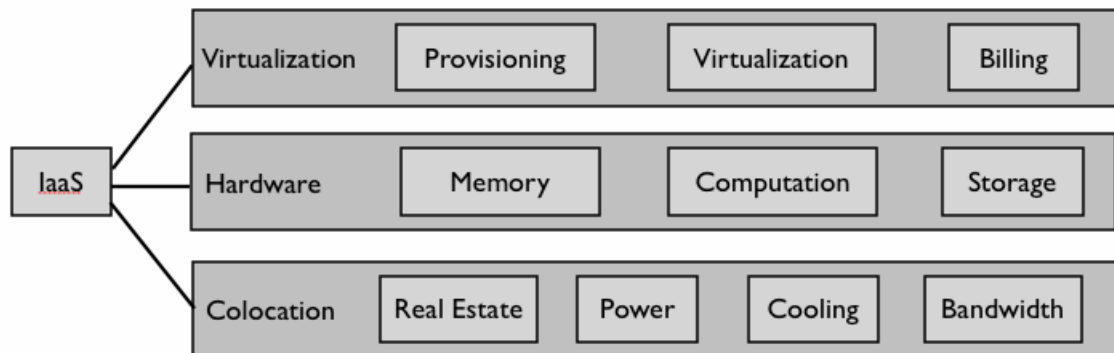 Virtualization Provisioning Virtualization Billing
IaaS
Hardware Memory Computation Storage
Colocation Real Estate Power Cooling Bandwidth